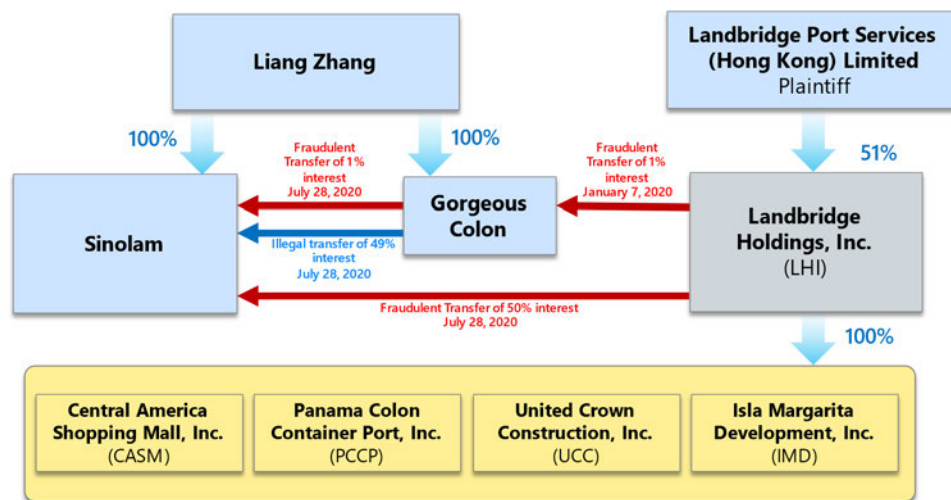 Liang Zhang
Landbridge Port Services
(Hong Kong) Limited
Plaintiff
100%
100%
51%
Fraudulent
Transfer of 1%
interest
July 28, 2020
Fraudulent
Transfer of 1%
interest
January 7, 2020
Sinolam
Gorgeous
Colon
Landbridge
Holdings, Inc.
(LHI)
Illegal transfer of 49%
interest
July 28, 2020
Fraudulent Transfer of 50% interest
July 28, 2020
100%
Central America
Shopping Mall, Inc.
(CASM)
Panama Colon
Container Port, Inc.
(PCCP)
United Crown
Construction, Inc.
(UCC)
Isla Margarita
Development, Inc.
(IMD)